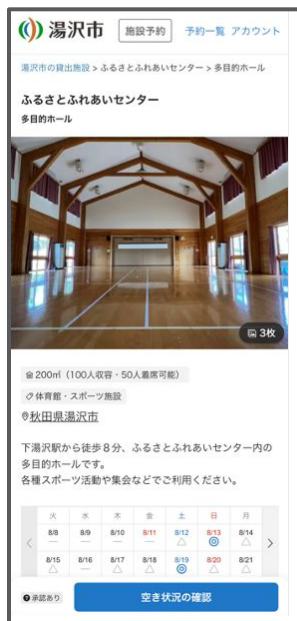 湯沢市 施設予約 予約一覧 アカウント
湯沢市の貸出施設 > ふるさとふれあいセンター > 多目的ホール
ふるさとふれあいセンター
多目的ホール
3枚
200㎡（100人収容・50人着席可能）
体育館・スポーツ施設
秋田県湯沢市
下湯沢駅から徒歩８分、ふるさとふれあいセンター内の
多目的ホールです。
各種スポーツ活動や集会などでご利用ください。
火 水 木 金 土 日 月
8/8 8/9 8/10 8/11 8/12 8/13 8/14
― ― ― ― △ ◎ △
8/15 8/16 8/17 8/18 8/19 8/20 8/21
△ ― △ △ ◎ △ △
?承認あり 空き状況の確認